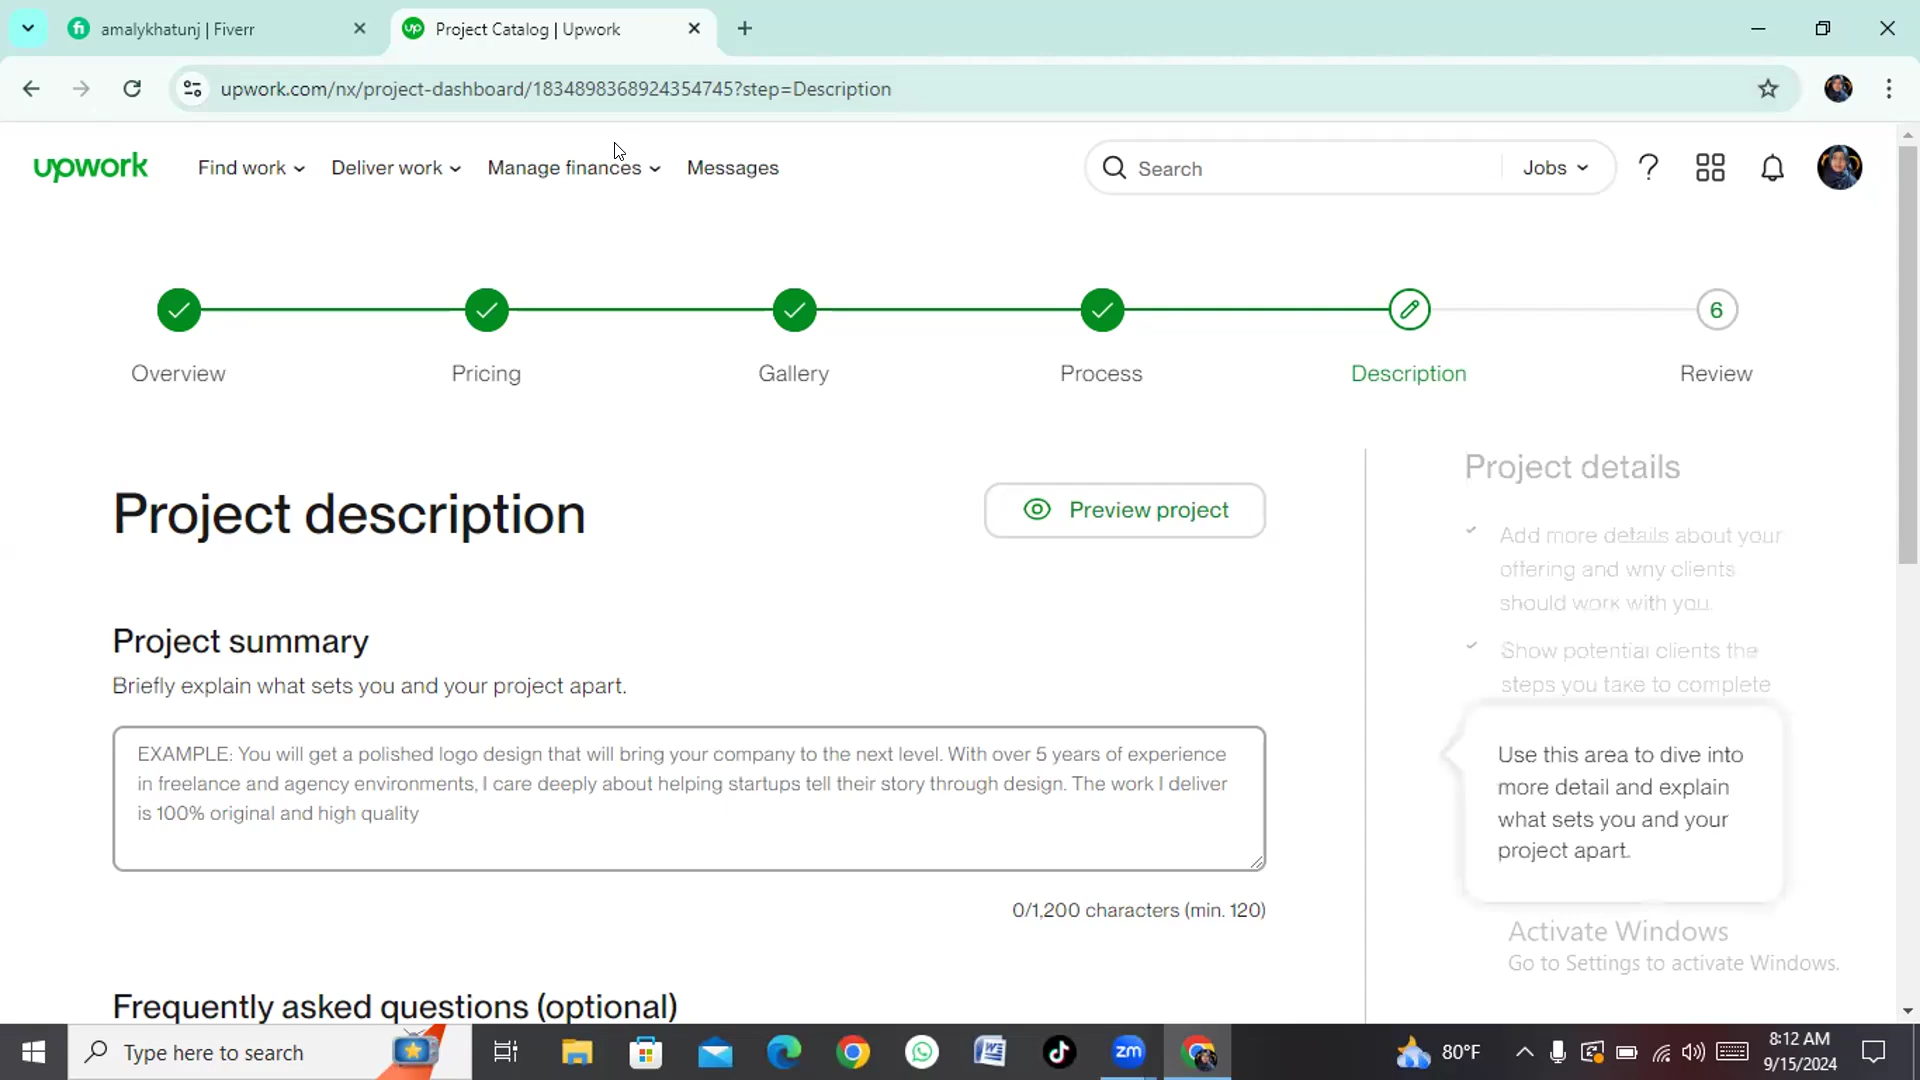 amalykhatunj | Fiverr
Project Catalog | Upwork
upwork.com/nx/project-dashboard/1834898368924354745?step=Description
upwork
Find work
Deliver work
Manage finances
Messages
Search
Jobs
6
Overview
Pricing
Gallery
Process
Description
Review
Project description
Preview project
Project summary
Briefly explain what sets you and your project apart.
EXAMPLE: You will get a polished logo design that will bring your company to the next level. With over 5 years of experience
in freelance and agency environments, I care deeply about helping startups tell their story through design. The work I deliver
is 100% original and high quality
0/1,200 characters (min. 120)
Frequently asked questions (optional)
Project details
Add more details about your
offering and why clients
should work with you.
Show potential clients the
steps you take to complete
Use this area to dive into
more detail and explain
what sets you and your
project apart.
Activate Windows
Go to Settings to activate Windows.
Type here to search
zm
80°F
8:12 AM
9/15/2024